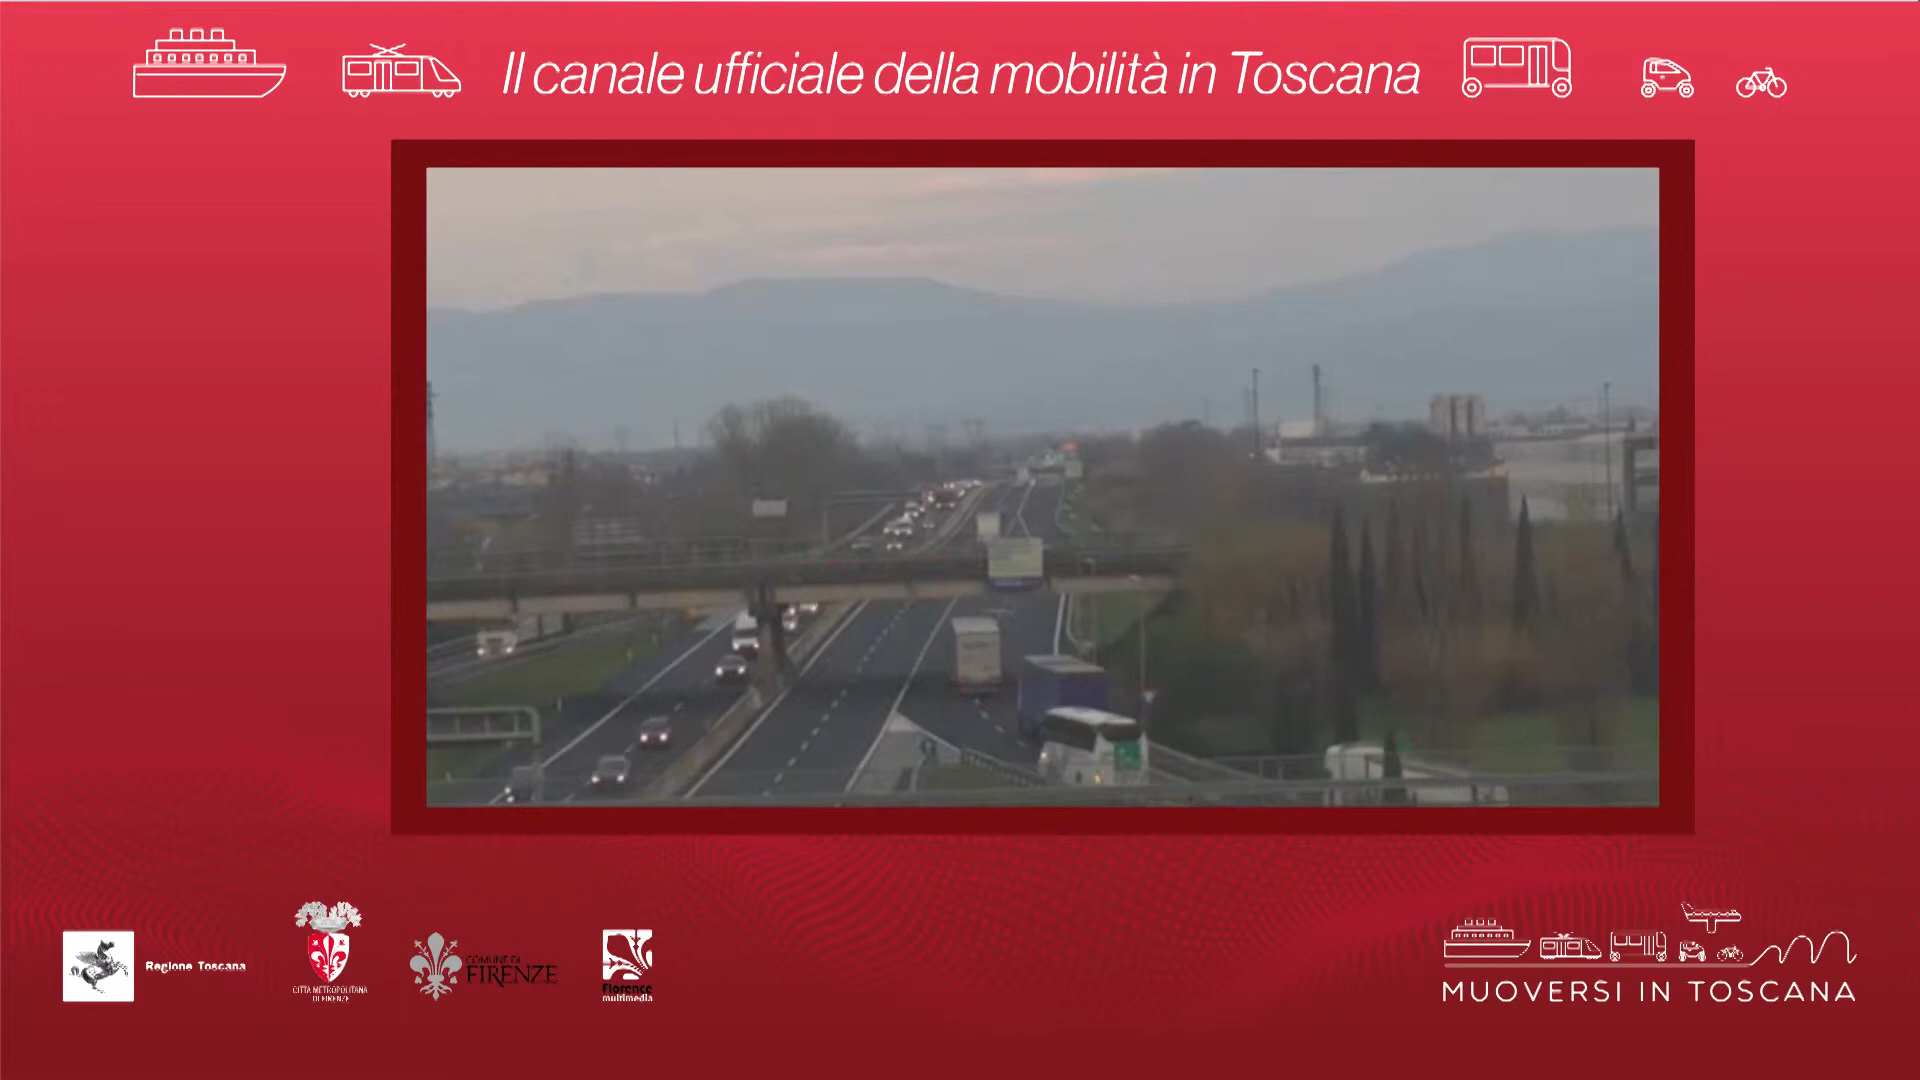 Il canale ufficiale della mobilità in Toscana
Regione Toscana
CITTÀ METROPOLITANA
DI FIRENZE
COMUNE DI
FIRENZE
Florence
multimedia
MUOVERSI IN TOSCANA